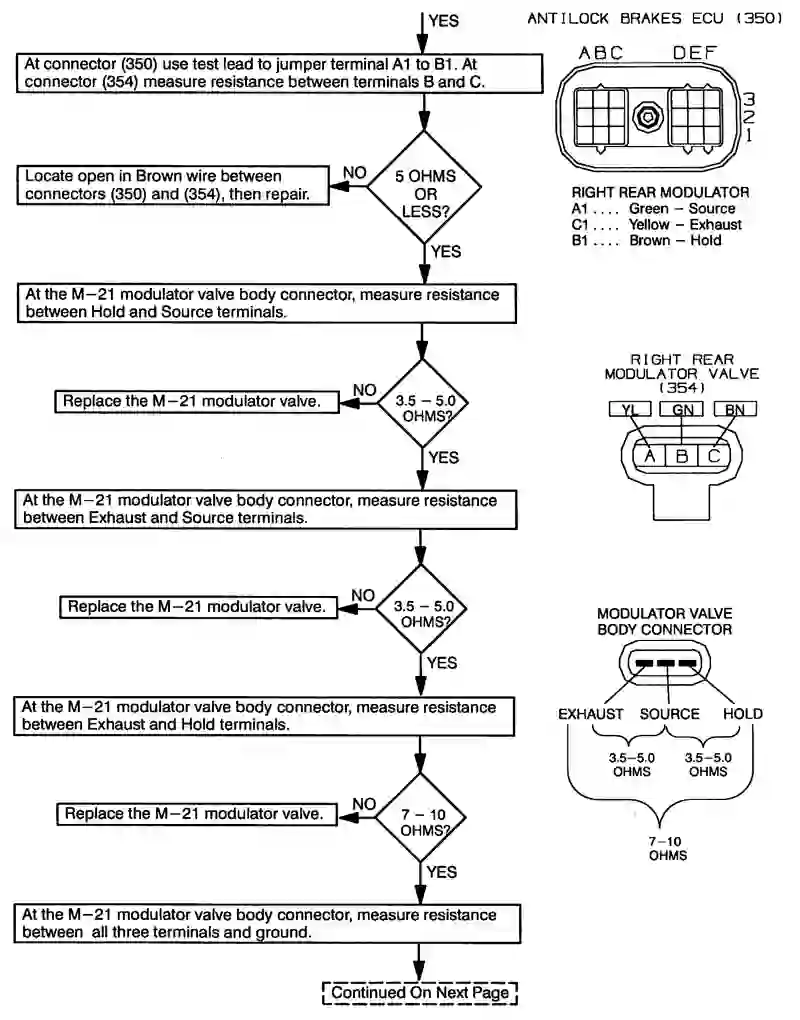 YES
At connector (350) use test lead to jumper terminal A1 to B1. At
connector (354) measure resistance between terminals B and C.
NO
5 OHMS
OR
LESS?
Locate open in Brown wire between
connectors (350) and (354), then repair.
YES
At the M–21 modulator valve body connector, measure resistance
between Hold and Source terminals.
NO
3.5 – 5.0
OHMS?
Replace the M–21 modulator valve.
YES
At the M–21 modulator valve body connector, measure resistance
between Exhaust and Source terminals.
NO
3.5 – 5.0
OHMS?
Replace the M–21 modulator valve.
YES
At the M–21 modulator valve body connector, measure resistance
between Exhaust and Hold terminals.
NO
7 – 10
OHMS?
Replace the M–21 modulator valve.
YES
At the M–21 modulator valve body connector, measure resistance
between all three terminals and ground.
Continued On Next Page
ANTILOCK BRAKES ECU (350)
ABC DEF
3
2
1
RIGHT REAR MODULATOR
A1 .... Green – Source
C1 .... Yellow – Exhaust
B1 .... Brown – Hold
RIGHT REAR
MODULATOR VALVE
(354)
YL GN BN
A B C
MODULATOR VALVE
BODY CONNECTOR
EXHAUST SOURCE HOLD
3.5–5.0 3.5–5.0
OHMS OHMS
7–10
OHMS